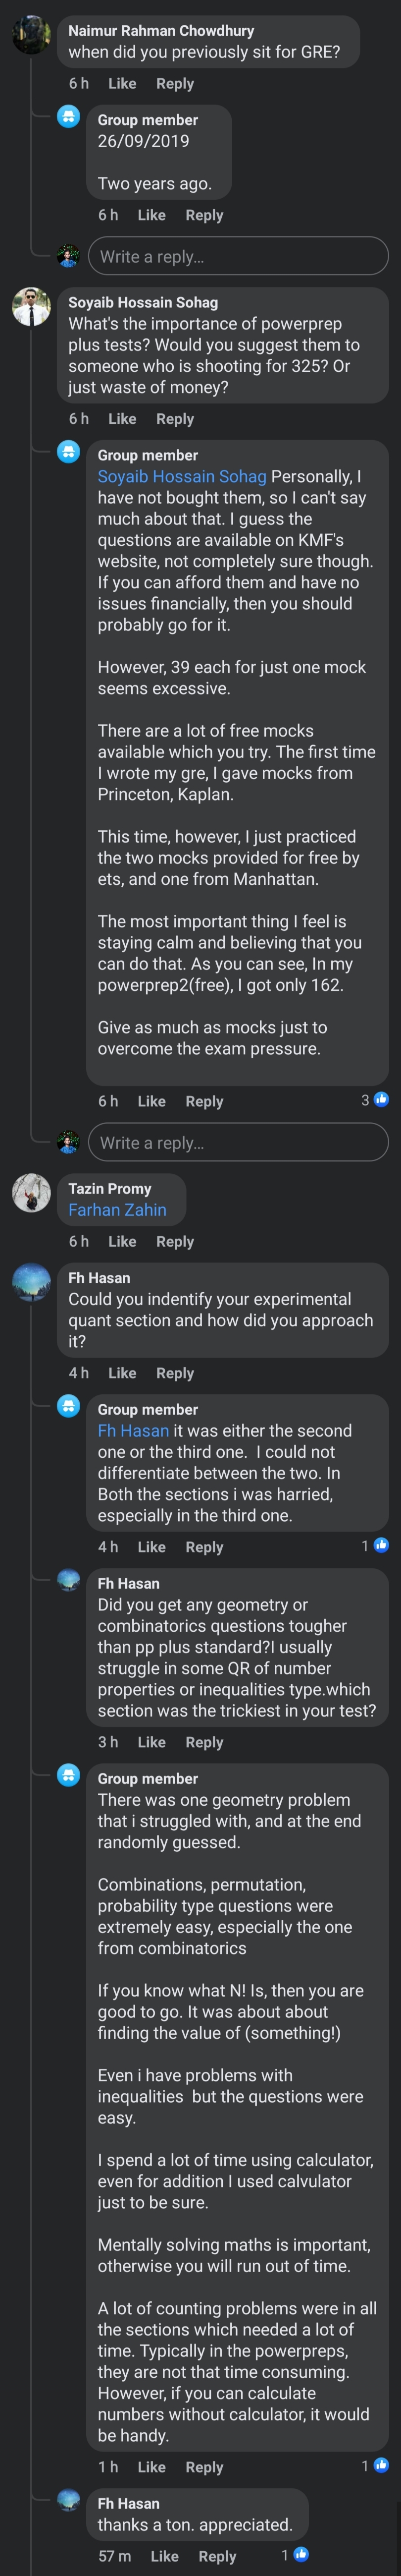 Naimur Rahman Chowdhury
when did you previously sit for GRE?
6 h Like Reply
Group member
26/09/2019
Two years ago.
6 h Like Reply
Write a reply...
Soyaib Hossain Sohag
What's the importance of powerprep
plus tests? Would you suggest them to
someone who is shooting for 325? Or
just waste of money?
6 h Like Reply
Group member
Soyaib Hossain Sohag Personally, I
have not bought them, so I can't say
much about that. I guess the
questions are available on KMF's
website, not completely sure though.
If you can afford them and have no
issues financially, then you should
probably go for it.
However, 39 each for just one mock
seems excessive.
There are a lot of free mocks
available which you try. The first time
I wrote my gre, I gave mocks from
Princeton, Kaplan.
This time, however, I just practiced
the two mocks provided for free by
ets, and one from Manhattan.
The most important thing I feel is
staying calm and believing that you
can do that. As you can see, In my
powerprep2(free), I got only 162.
Give as much as mocks just to
overcome the exam pressure.
6 h Like Reply 3
Write a reply...
Tazin Promy
Farhan Zahin
6 h Like Reply
Fh Hasan
Could you indentify your experimental
quant section and how did you approach
it?
4 h Like Reply
Group member
Fh Hasan it was either the second
one or the third one. I could not
differentiate between the two. In
Both the sections i was harried,
especially in the third one.
4 h Like Reply 1
Fh Hasan
Did you get any geometry or
combinatorics questions tougher
than pp plus standard?I usually
struggle in some QR of number
properties or inequalities type.which
section was the trickiest in your test?
3 h Like Reply
Group member
There was one geometry problem
that i struggled with, and at the end
randomly guessed.
Combinations, permutation,
probability type questions were
extremely easy, especially the one
from combinatorics
If you know what N! Is, then you are
good to go. It was about about
finding the value of (something!)
Even i have problems with
inequalities but the questions were
easy.
I spend a lot of time using calculator,
even for addition I used calvulator
just to be sure.
Mentally solving maths is important,
otherwise you will run out of time.
A lot of counting problems were in all
the sections which needed a lot of
time. Typically in the powerpreps,
they are not that time consuming.
However, if you can calculate
numbers without calculator, it would
be handy.
1 h Like Reply 1
Fh Hasan
thanks a ton. appreciated.
57 m Like Reply 1